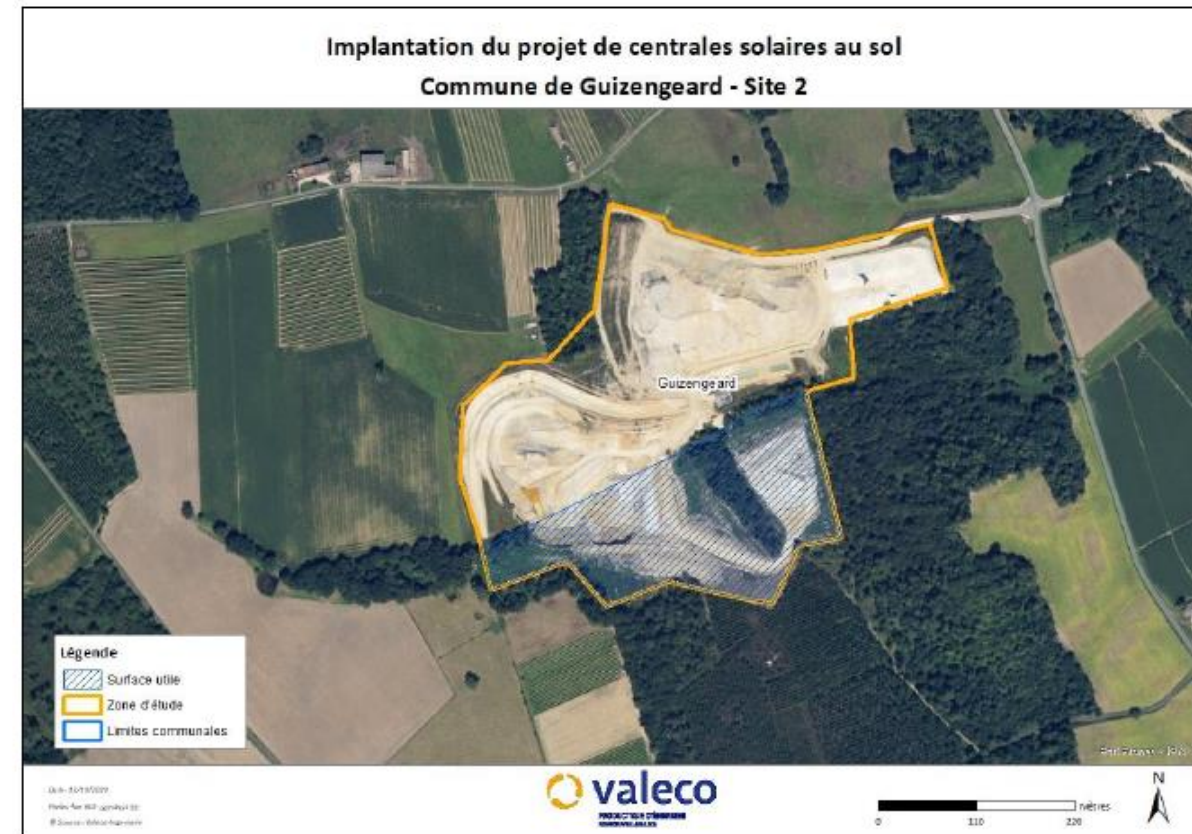 Implantation du projet de centrales solaires au sol
Commune de Guizengeard - Site 2
Guizengeard
Légende
Surface utile
Zone d'étude
Limites communales
valeco
mètres
0 110 220
N